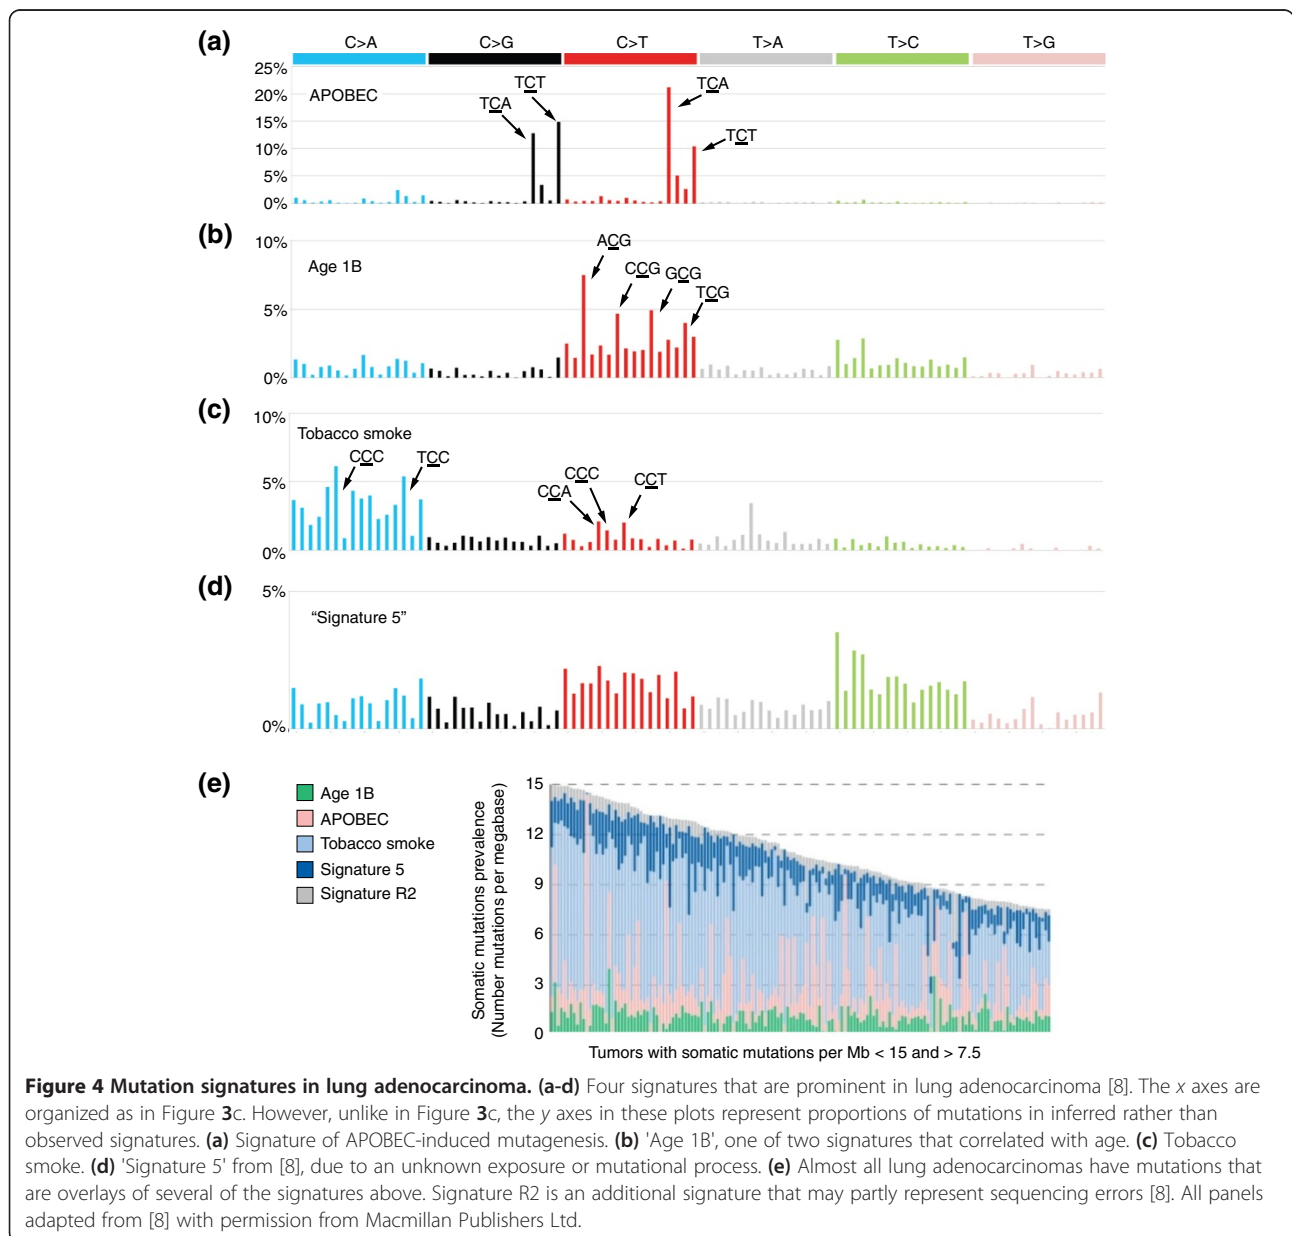 (a)
C>A C>G C>T T>A T>C T>G
25%
20%
15%
10%
5%
0%
APOBEC
TCA
TCT
TCA
TCT
(b)
10%
5%
0%
Age 1B
ACG
CCG
GCG
TCG
(c)
10%
5%
0%
Tobacco smoke
CCC
TCC
CCA
CCC
CCT
(d)
5%
0%
“Signature 5”
(e)
Age 1B
APOBEC
Tobacco smoke
Signature 5
Signature R2
Somatic mutations prevalence
(Number mutations per megabase)
15
12
9
6
3
0
Tumors with somatic mutations per Mb < 15 and > 7.5
Figure 4 Mutation signatures in lung adenocarcinoma. (a-d) Four signatures that are prominent in lung adenocarcinoma [8]. The x axes are
organized as in Figure 3c. However, unlike in Figure 3c, the y axes in these plots represent proportions of mutations in inferred rather than
observed signatures. (a) Signature of APOBEC-induced mutagenesis. (b) 'Age 1B', one of two signatures that correlated with age. (c) Tobacco
smoke. (d) 'Signature 5' from [8], due to an unknown exposure or mutational process. (e) Almost all lung adenocarcinomas have mutations that
are overlays of several of the signatures above. Signature R2 is an additional signature that may partly represent sequencing errors [8]. All panels
adapted from [8] with permission from Macmillan Publishers Ltd.